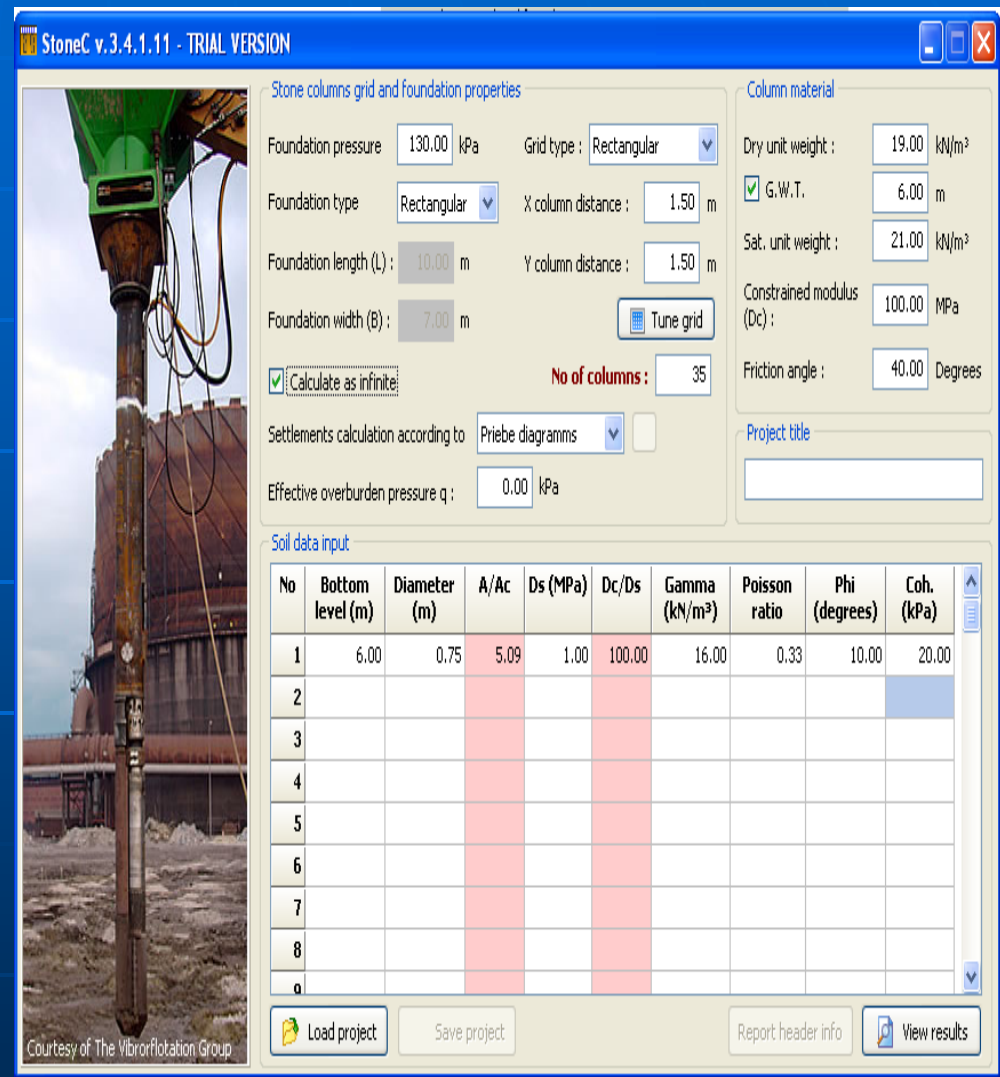 StoneC v.3.4.1.11 - TRIAL VERSION
Stone columns grid and foundation properties
Foundation pressure 130.00 kPa Grid type : Rectangular
Foundation type Rectangular X column distance : 1.50 m
Foundation length (L) : 10.00 m Y column distance : 1.50 m
Foundation width (B) : 7.00 m Tune grid
Calculate as infinite No of columns : 35
Settlements calculation according to Priebe diagramms
Effective overburden pressure q : 0.00 kPa
Column material
Dry unit weight : 19.00 kN/m³
G.W.T. 6.00 m
Sat. unit weight : 21.00 kN/m³
Constrained modulus
(Dc) : 100.00 MPa
Friction angle : 40.00 Degrees
Project title
Soil data input
No Bottom level (m) Diameter (m) A/Ac Ds (MPa) Dc/Ds Gamma (kN/m³) Poisson ratio Phi (degrees) Coh. (kPa)
1 6.00 0.75 5.09 1.00 100.00 16.00 0.33 10.00 20.00
2
3
4
5
6
7
8
9
Load project Save project Report header info View results
Courtesy of The Vibrorflotation Group